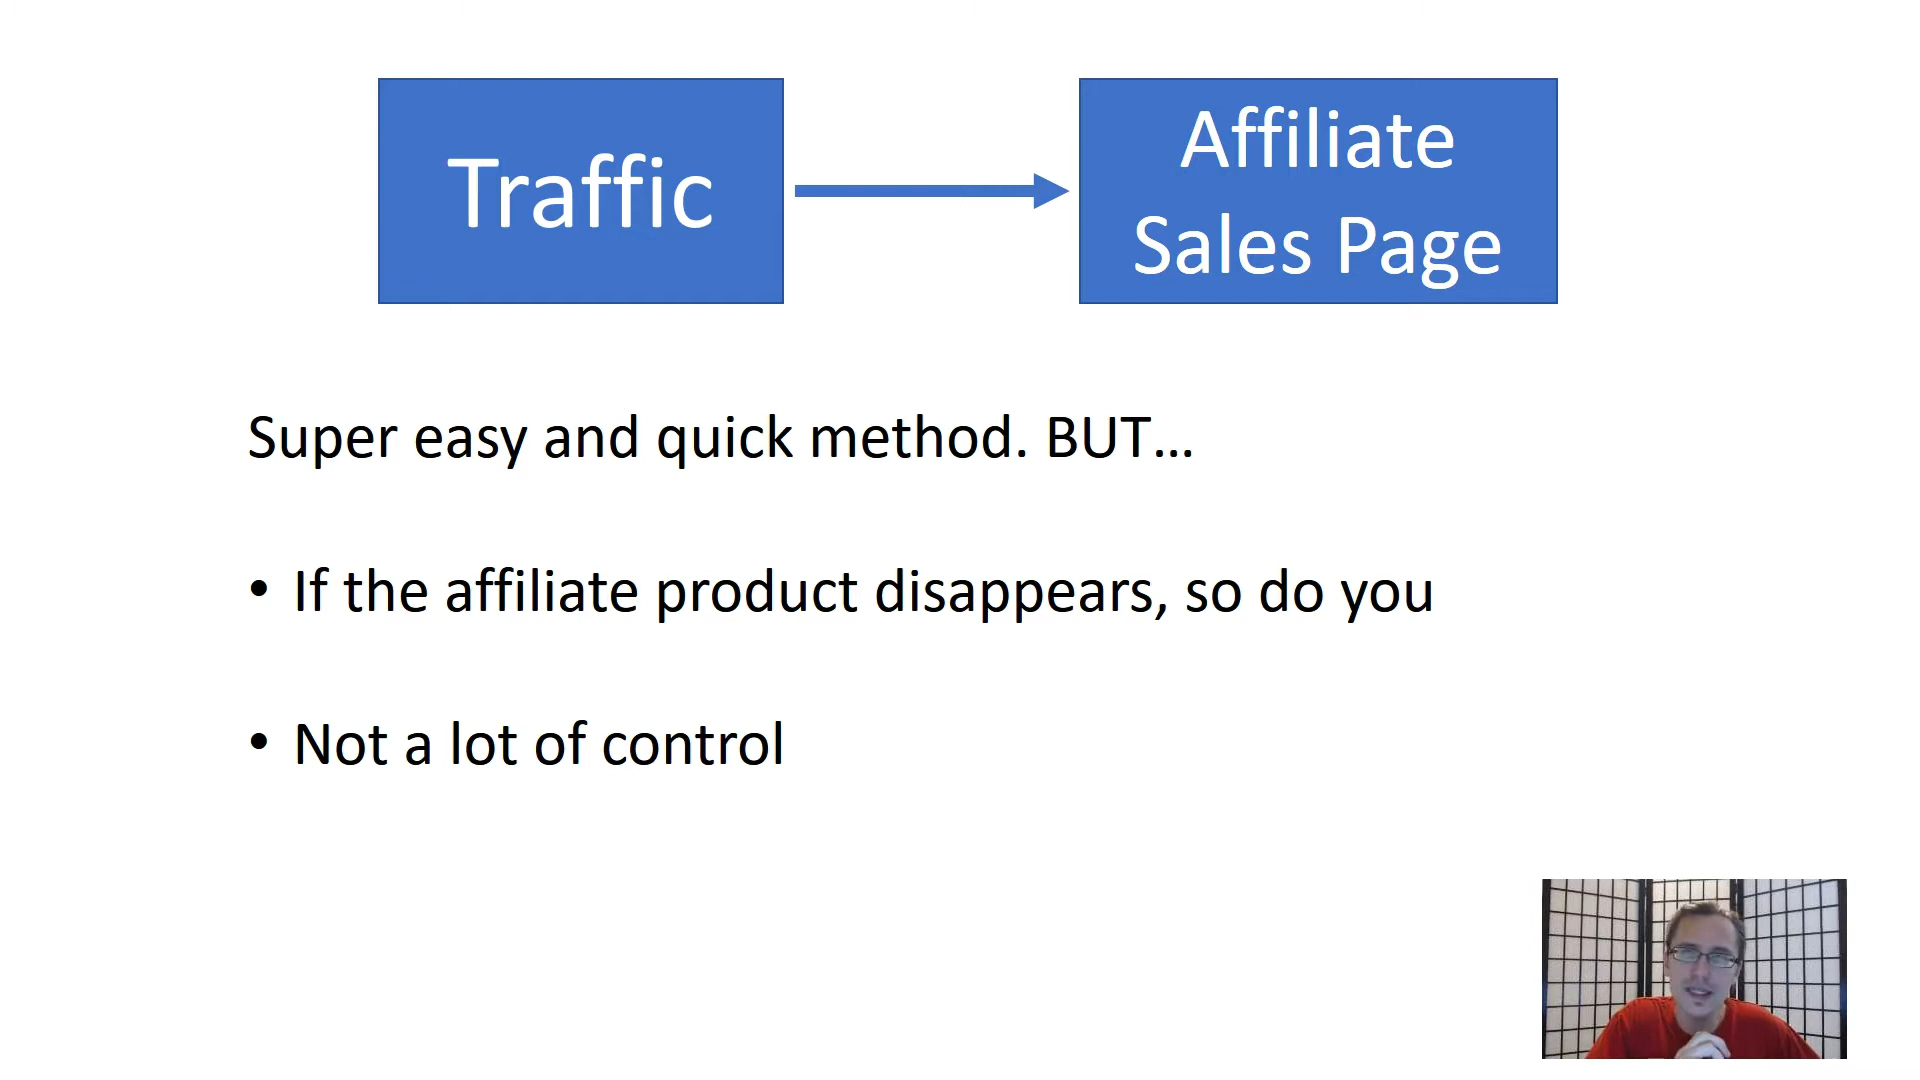 Traffic
Affiliate
Sales Page
Super easy and quick method. BUT...
• If the affiliate product disappears, so do you
• Not a lot of control